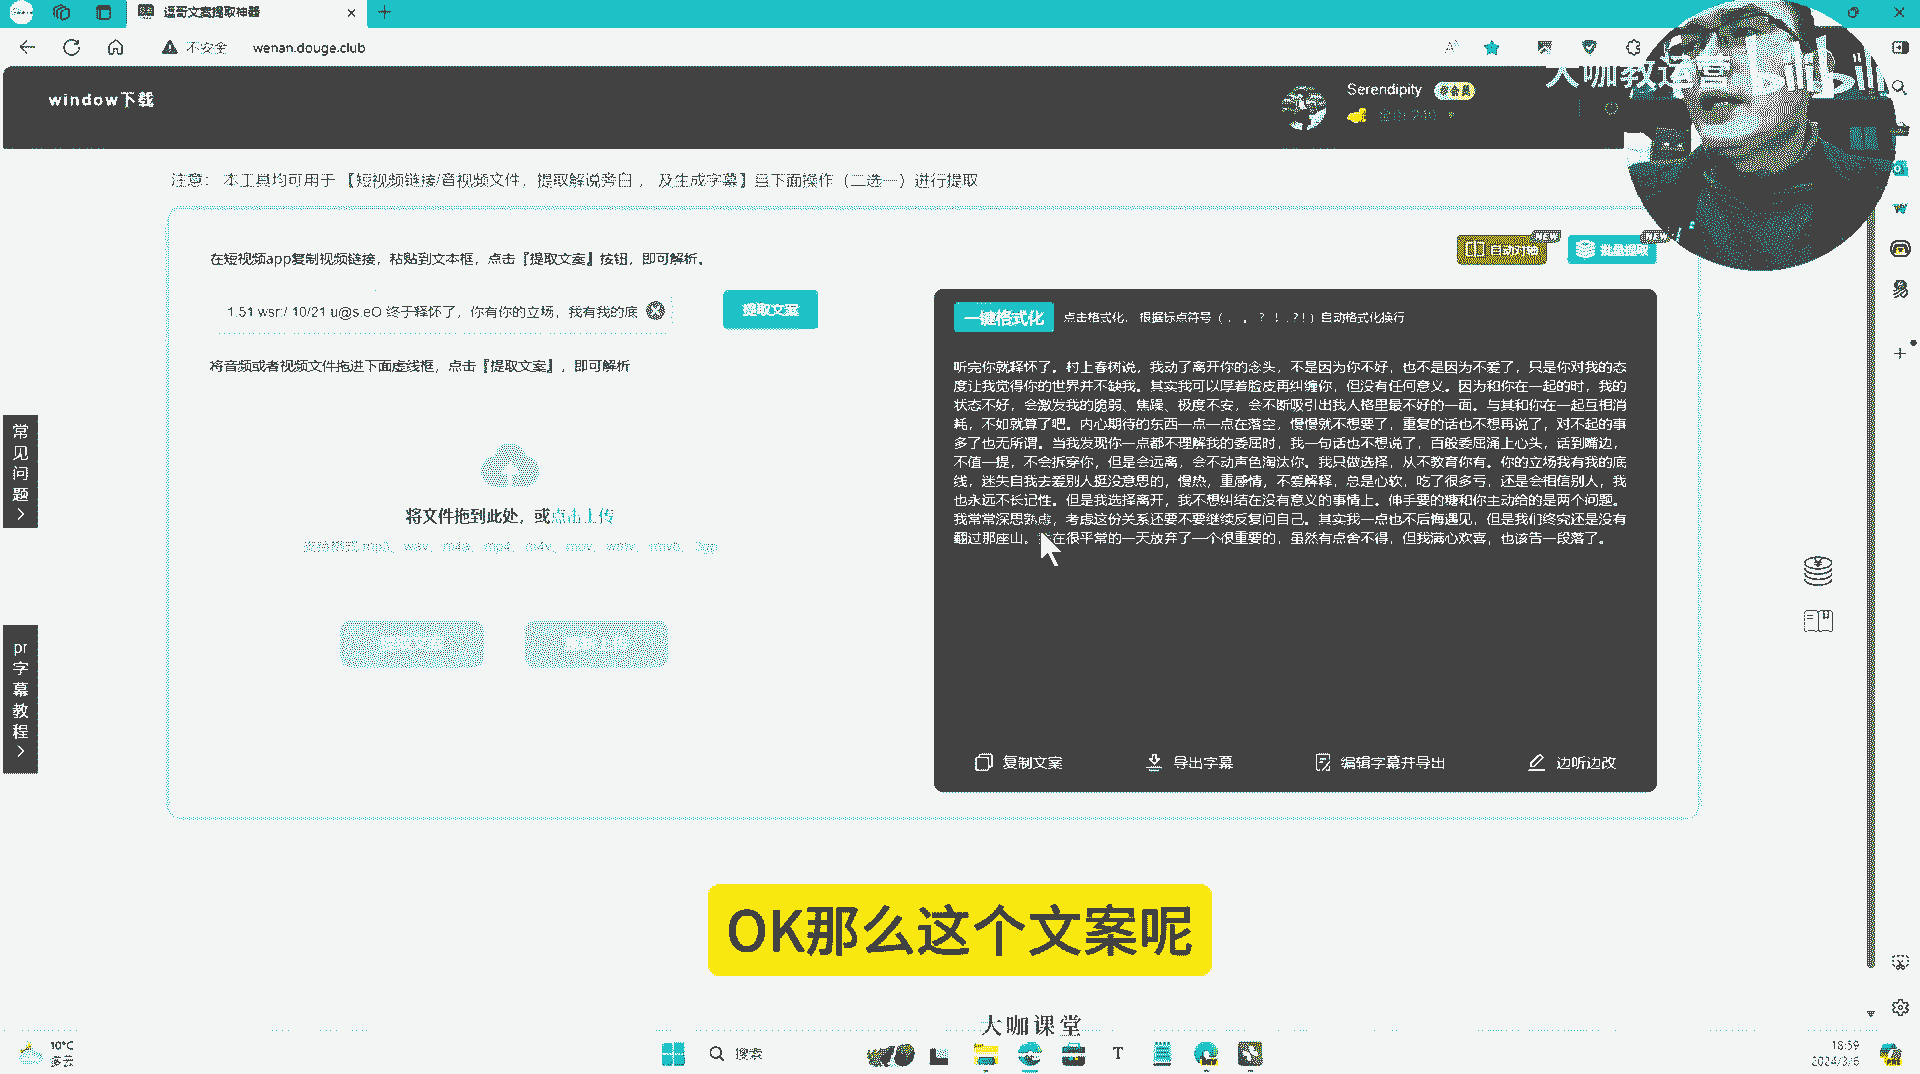 逗哥文案提取神器
不安全 wenan.douge.club
大咖教运营 bilibili
window下载
Serendipity
注意： 本工具均可用于 【短视频链接/音视频文件，提取解说旁白 ， 及生成字幕】 下面操作（二选一）进行提取
在短视频app复制视频链接，粘贴到文本框，点击『提取文案』按钮，即可解析。
自动对轴 NEW
批量提取 NEW
终于释怀了，你有你的立场，我有我的底
提取文案
一键格式化 点击格式化， 根据标点符号（ ， 。 ？ ！ .?! ）自动格式化换行
将音频或者视频文件拖进下面虚线框，点击『提取文案』，即可解析
听完你就释怀了。村上春树说，我动了离开你的念头，不是因为你不好，也不是因为不爱了，只是你对我的态
度让我觉得你的世界并不缺我。其实我可以厚着脸皮再纠缠你，但没有任何意义。因为和你在一起的时，我的
状态不好，会激发我的脆弱、焦躁、极度不安，会不断吸引出我人格里最不好的一面。与其和你在一起互相消
耗，不如就算了吧。内心期待的东西一点一点在落空，慢慢就不想要了，重复的话也不想再说了，对不起的事
多了也无所谓。当我发现你一点都不理解我的委屈时，我一句话也不想说了，百般委屈涌上心头，话到嘴边，
不值一提，不会拆穿你，但是会远离，会不动声色淘汰你。我只做选择，从不教育你有。你的立场我有我的底
线，迷失自我去爱别人挺没意思的，慢热，重感情，不爱解释，总是心软，吃了很多亏，还是会相信别人，我
也永远不长记性。但是我选择离开，我不想纠结在没有意义的事情上。伸手要的糖和你主动给的是两个问题。
我常常深思熟虑，考虑这份关系还要不要继续反复问自己。其实我一点也不后悔遇见，但是我们终究还是没有
翻过那座山。 在很平常的一天放弃了一个很重要的，虽然有点舍不得，但我满心欢喜，也该告一段落了。
常见问题
将文件拖到此处，或点击上传
pr字幕教程
复制文案 导出字幕 编辑字幕并导出 边听边改
OK那么这个文案呢
大咖课堂
10°C
多云
搜索
18:59
2024/3/6